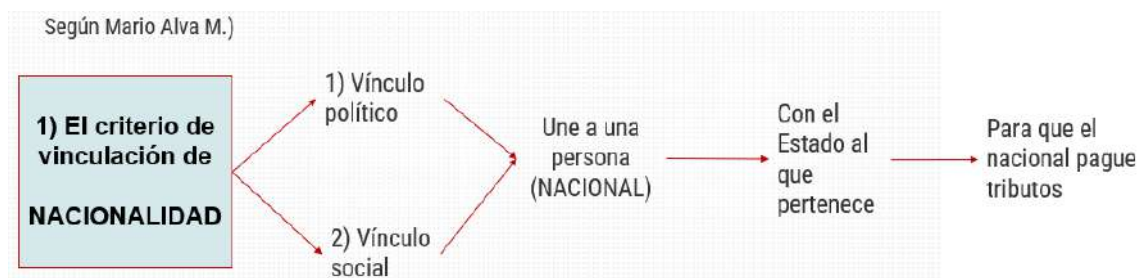 Según Mario Alva M.)
1) El criterio de
vinculación de
NACIONALIDAD
1) Vínculo
político
2) Vínculo
social
Une a una
persona
(NACIONAL)
Con el
Estado al
que
pertenece
Para que el
nacional pague
tributos